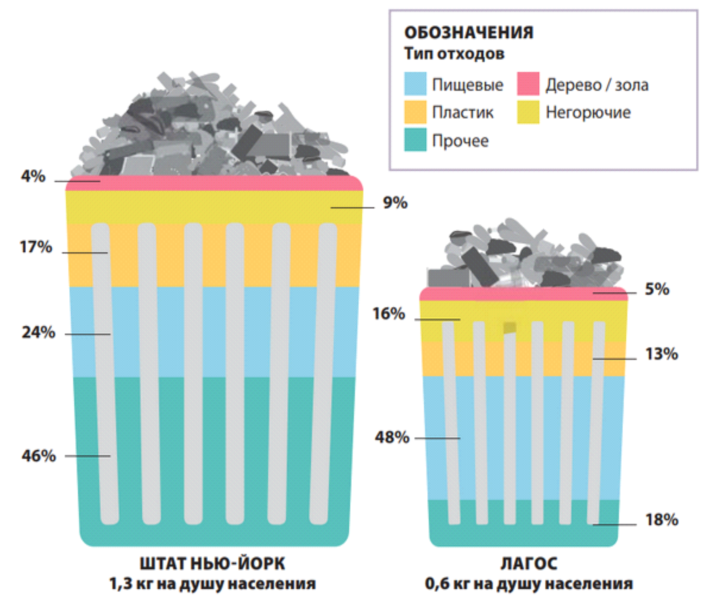 ОБОЗНАЧЕНИЯ
Тип отходов
Пищевые
Дерево / зола
Пластик
Негорючие
Прочее
4%
9%
17%
24%
46%
5%
16%
13%
48%
18%
ШТАТ НЬЮ-ЙОРК
1,3 кг на душу населения
ЛАГОС
0,6 кг на душу населения